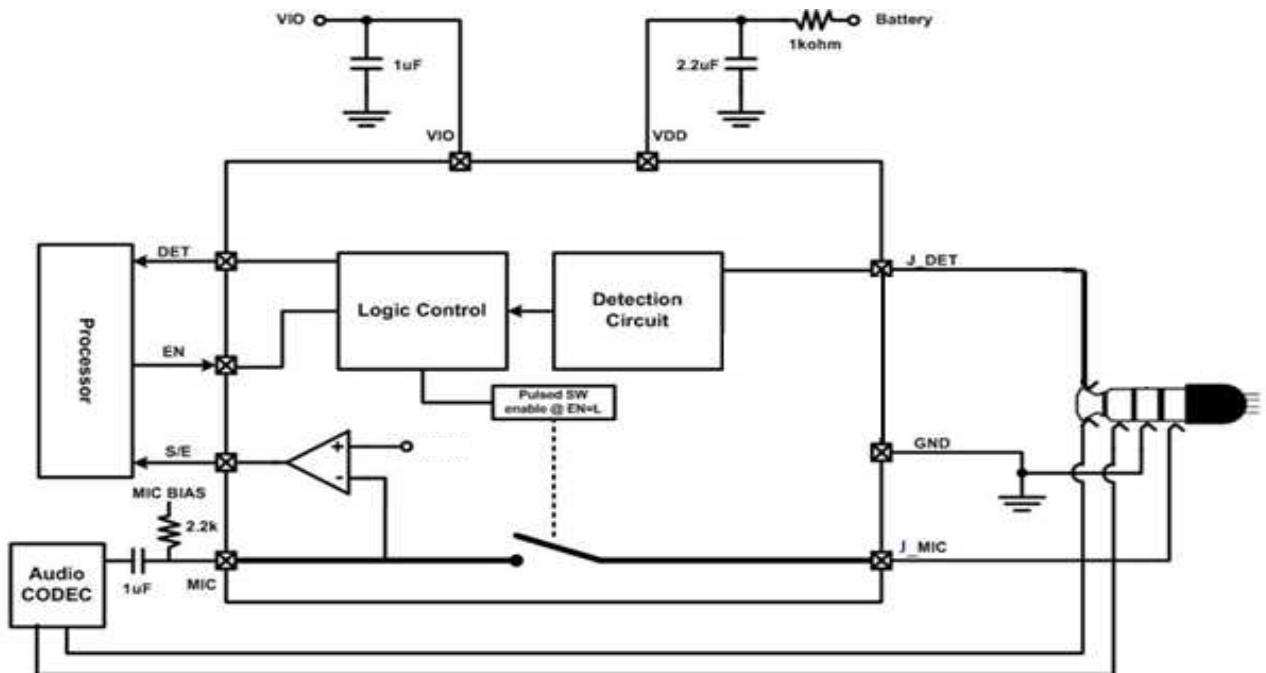 VIO
Battery
1kohm
1uF
2.2uF
VIO
VDD
DET
J_DET
Logic Control
Detection
Circuit
Processor
EN
Pulsed SW
enable @ EN=L
S/E
+
-
GND
MIC BIAS
2.2k
J_MIC
Audio
CODEC
1uF
MIC